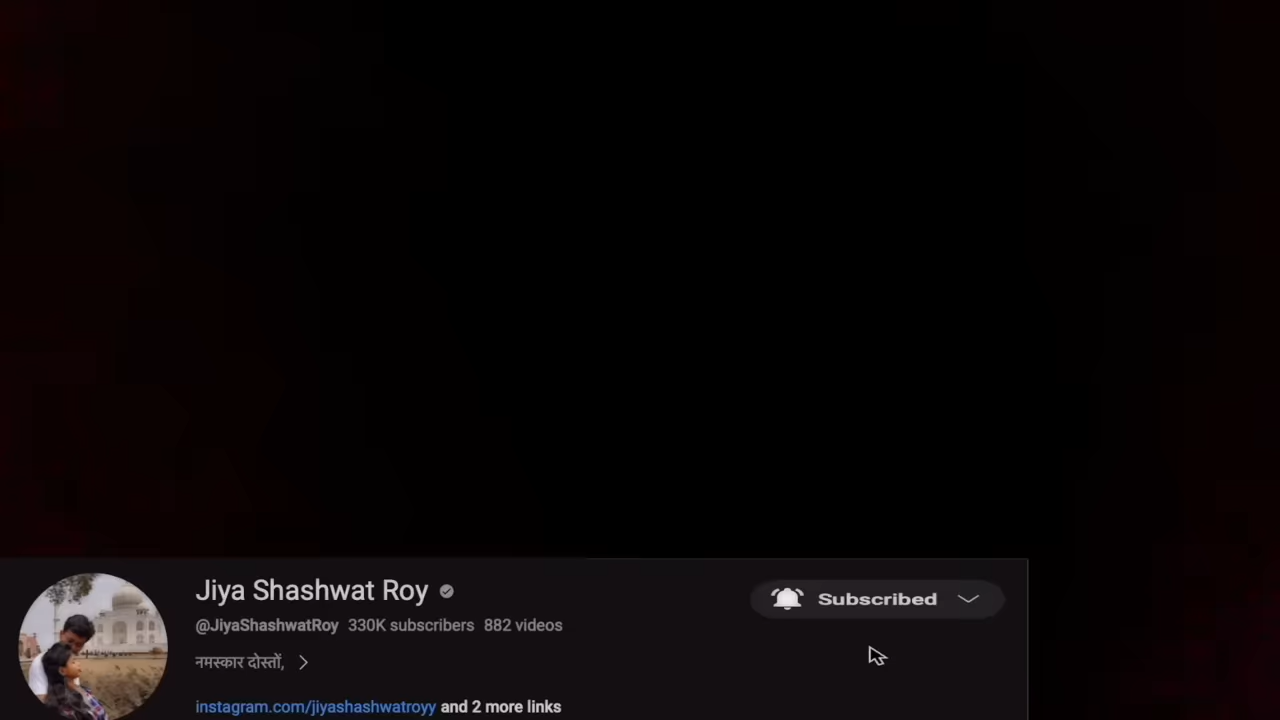 Jiya Shashwat Roy
Subscribed
@JiyaShashwatRoy 330K subscribers 882 videos
नमस्कार दोस्तों,
instagram.com/jiyashashwatroyy and 2 more links